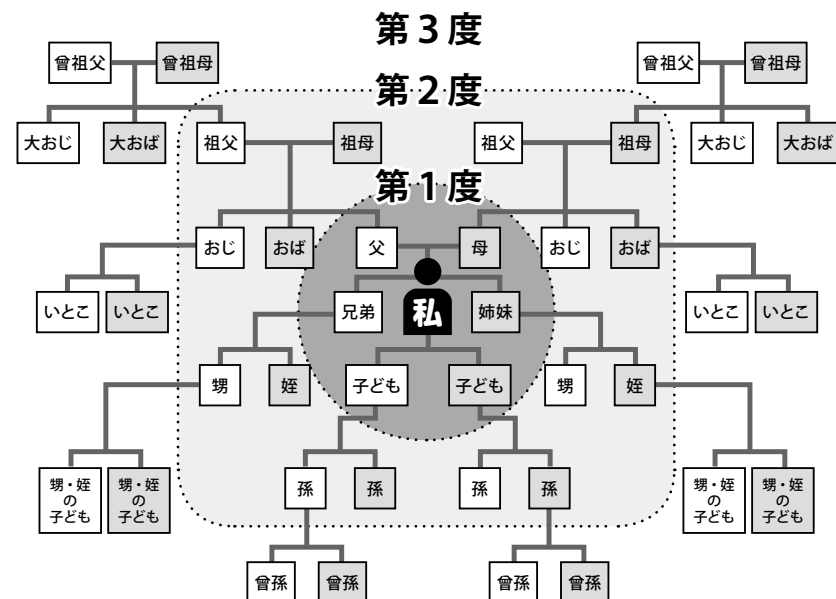 第3度
曾祖父
曾祖母
曾祖父
曾祖母
第2度
大おじ
大おば
祖父
祖母
祖父
祖母
大おじ
大おば
第1度
おじ
おば
父
母
おじ
おば
いとこ
いとこ
兄弟
私
姉妹
いとこ
いとこ
甥
姪
子ども
子ども
甥
姪
甥・姪
の
子ども
甥・姪
の
子ども
孫
孫
孫
孫
甥・姪
の
子ども
甥・姪
の
子ども
曾孫
曾孫
曾孫
曾孫